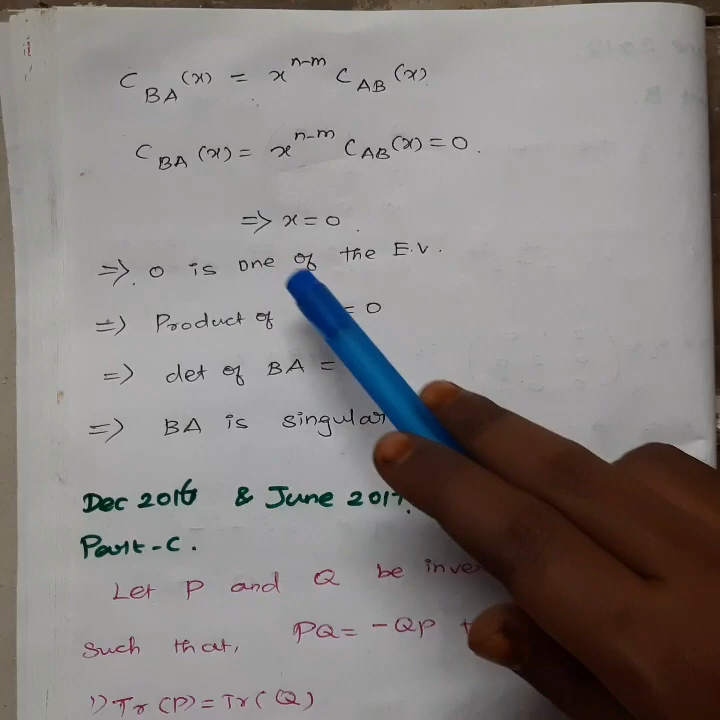 C_BA(x) = x^{n-m} C_AB(x)
C_BA(x) = x^{n-m} C_AB(x) = 0.
=> x = 0.
=> 0 is one of the E.V.
=> Product of = 0
=> det of BA =
=> BA is singular
Dec 2016 & June 2017.
Part-C.
Let P and Q be inve
such that, PQ = -QP
1) Tr(P) = Tr(Q)